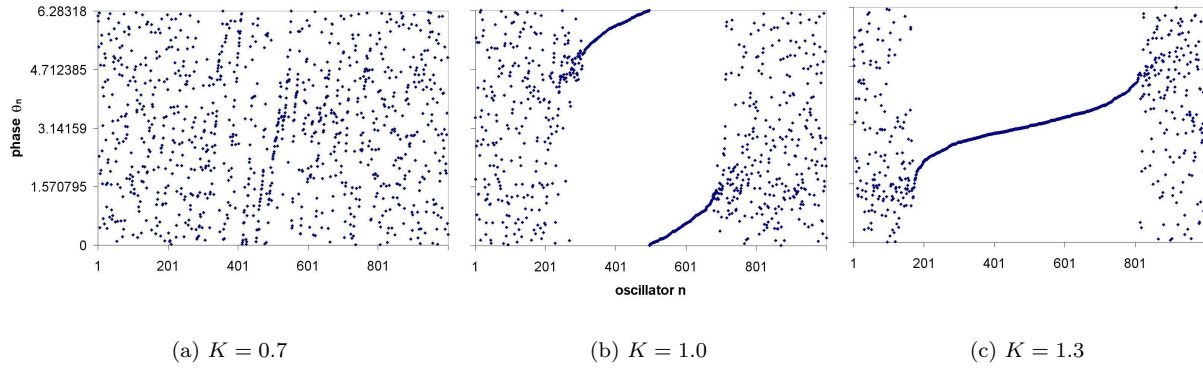 6.28318
4.712385
3.14159
1.570795
0
phase θn
1 201 401 601 801
1 201 401 601 801
1 201 401 601 801
oscillator n
(a) K = 0.7
(b) K = 1.0
(c) K = 1.3